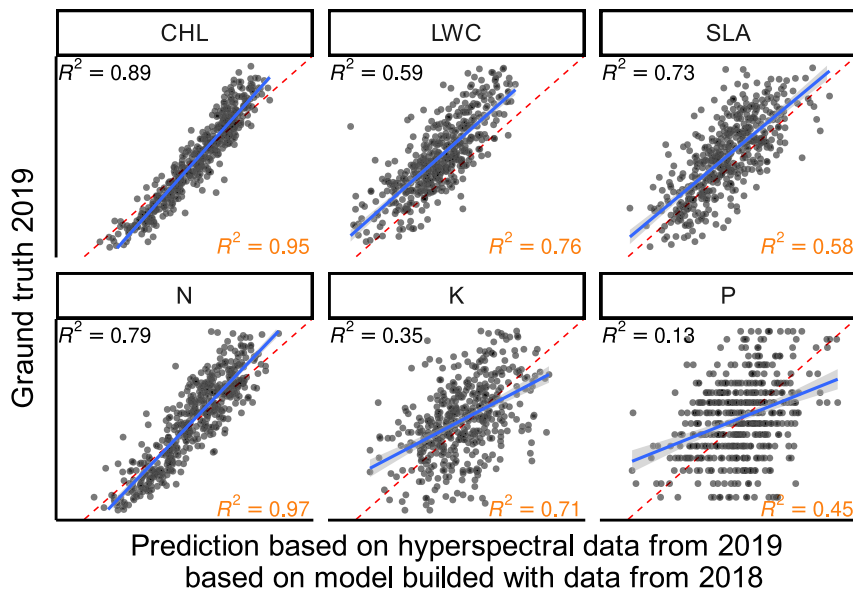 CHL LWC SLA
R² = 0.89 R² = 0.59 R² = 0.73
R² = 0.95 R² = 0.76 R² = 0.58
N K P
R² = 0.79 R² = 0.35 R² = 0.13
R² = 0.97 R² = 0.71 R² = 0.45
Graund truth 2019
Prediction based on hyperspectral data from 2019
based on model builded with data from 2018